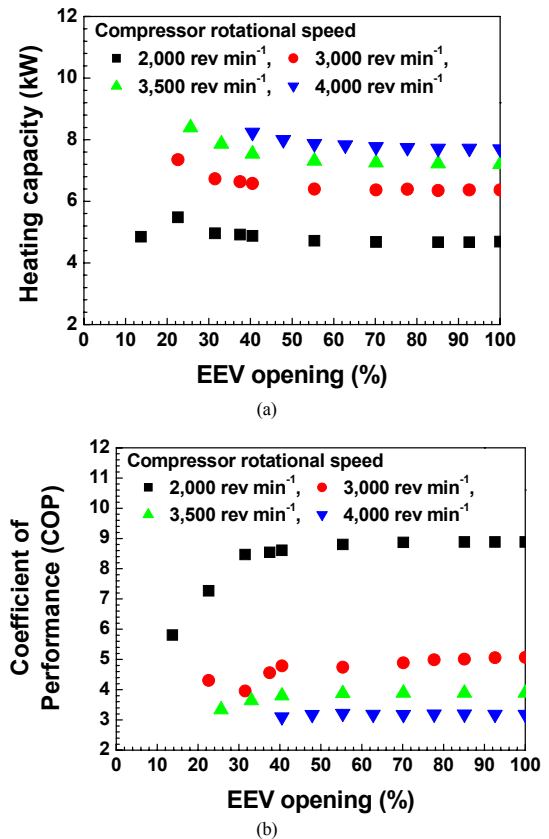 Compressor rotational speed
2,000 rev min⁻¹, 3,000 rev min⁻¹,
3,500 rev min⁻¹, 4,000 rev min⁻¹
12
10
8
6
4
2
Heating capacity (kW)
0 10 20 30 40 50 60 70 80 90 100
EEV opening (%)
(a)
Compressor rotational speed
2,000 rev min⁻¹, 3,000 rev min⁻¹,
3,500 rev min⁻¹, 4,000 rev min⁻¹
12
11
10
9
8
7
6
5
4
3
2
Coefficient of
Performance (COP)
0 10 20 30 40 50 60 70 80 90 100
EEV opening (%)
(b)